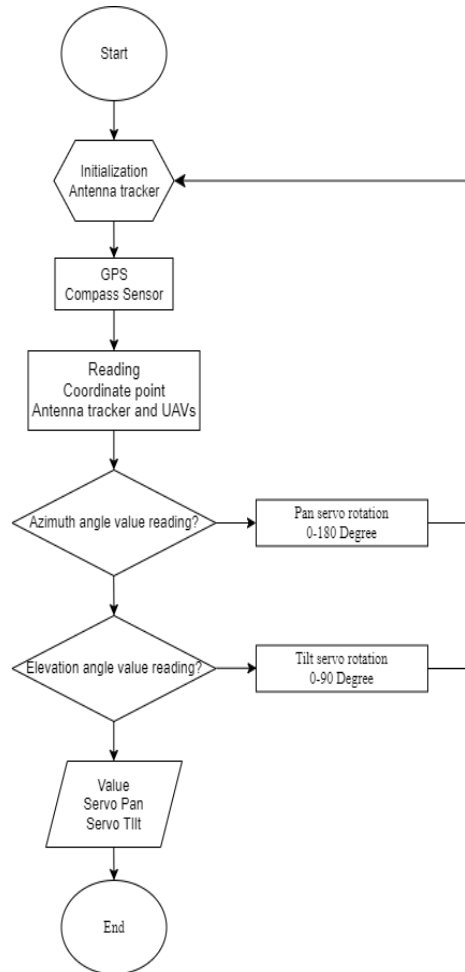 Start
Initialization
Antenna tracker
GPS
Compass Sensor
Reading
Coordinate point
Antenna tracker and UAVs
Azimuth angle value reading?
Pan servo rotation
0-180 Degree
Elevation angle value reading?
Tilt servo rotation
0-90 Degree
Value
Servo Pan
Servo TIlt
End